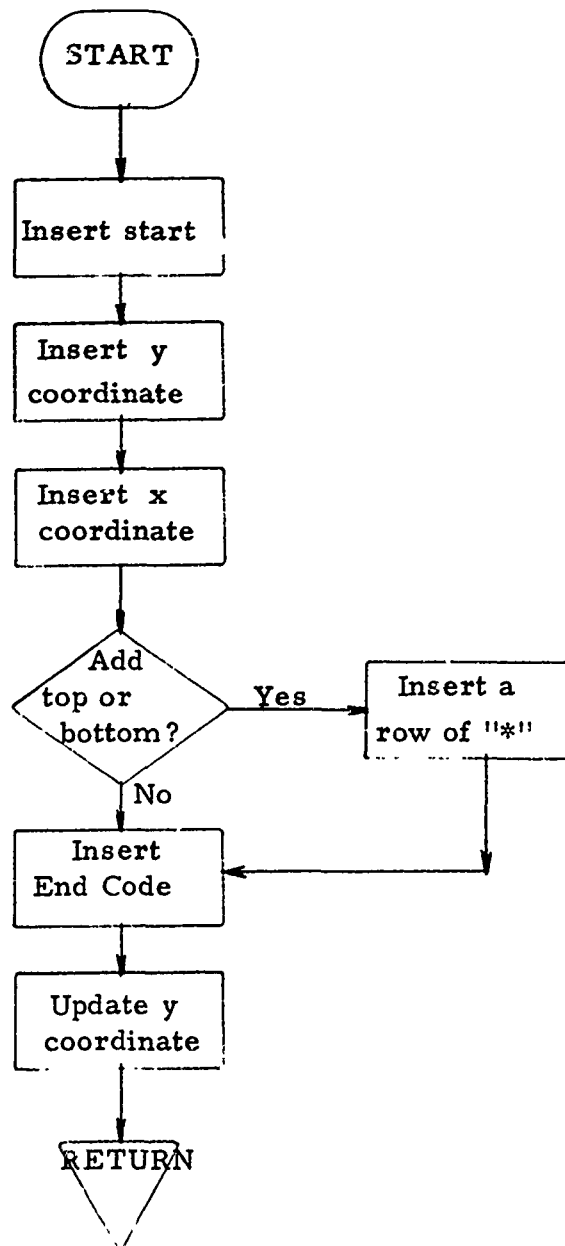 START
Insert start
Insert y
coordinate
Insert x
coordinate
Add
top or
bottom?
Yes
Insert a
row of "*"
No
Insert
End Code
Update y
coordinate
RETURN